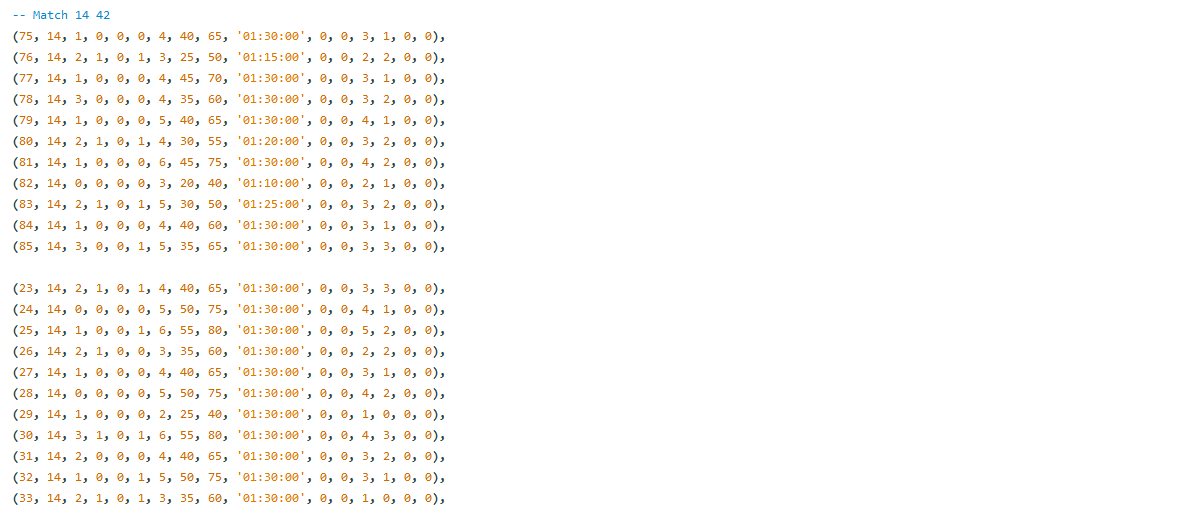 -- Match 14 42
(75, 14, 1, 0, 0, 0, 4, 40, 65, '01:30:00', 0, 0, 3, 1, 0, 0),
(76, 14, 2, 1, 0, 1, 3, 25, 50, '01:15:00', 0, 0, 2, 2, 0, 0),
(77, 14, 1, 0, 0, 0, 4, 45, 70, '01:30:00', 0, 0, 3, 1, 0, 0),
(78, 14, 3, 0, 0, 0, 4, 35, 60, '01:30:00', 0, 0, 3, 2, 0, 0),
(79, 14, 1, 0, 0, 0, 5, 40, 65, '01:30:00', 0, 0, 4, 1, 0, 0),
(80, 14, 2, 1, 0, 1, 4, 30, 55, '01:20:00', 0, 0, 3, 2, 0, 0),
(81, 14, 1, 0, 0, 0, 6, 45, 75, '01:30:00', 0, 0, 4, 2, 0, 0),
(82, 14, 0, 0, 0, 0, 3, 20, 40, '01:10:00', 0, 0, 2, 1, 0, 0),
(83, 14, 2, 1, 0, 1, 5, 30, 50, '01:25:00', 0, 0, 3, 2, 0, 0),
(84, 14, 1, 0, 0, 0, 4, 40, 60, '01:30:00', 0, 0, 3, 1, 0, 0),
(85, 14, 3, 0, 0, 1, 5, 35, 65, '01:30:00', 0, 0, 3, 3, 0, 0),
(23, 14, 2, 1, 0, 1, 4, 40, 65, '01:30:00', 0, 0, 3, 3, 0, 0),
(24, 14, 0, 0, 0, 0, 5, 50, 75, '01:30:00', 0, 0, 4, 1, 0, 0),
(25, 14, 1, 0, 0, 1, 6, 55, 80, '01:30:00', 0, 0, 5, 2, 0, 0),
(26, 14, 2, 1, 0, 0, 3, 35, 60, '01:30:00', 0, 0, 2, 2, 0, 0),
(27, 14, 1, 0, 0, 0, 4, 40, 65, '01:30:00', 0, 0, 3, 1, 0, 0),
(28, 14, 0, 0, 0, 0, 5, 50, 75, '01:30:00', 0, 0, 4, 2, 0, 0),
(29, 14, 1, 0, 0, 0, 2, 25, 40, '01:30:00', 0, 0, 1, 0, 0, 0),
(30, 14, 3, 1, 0, 1, 6, 55, 80, '01:30:00', 0, 0, 4, 3, 0, 0),
(31, 14, 2, 0, 0, 0, 4, 40, 65, '01:30:00', 0, 0, 3, 2, 0, 0),
(32, 14, 1, 0, 0, 1, 5, 50, 75, '01:30:00', 0, 0, 3, 1, 0, 0),
(33, 14, 2, 1, 0, 1, 3, 35, 60, '01:30:00', 0, 0, 1, 0, 0, 0),